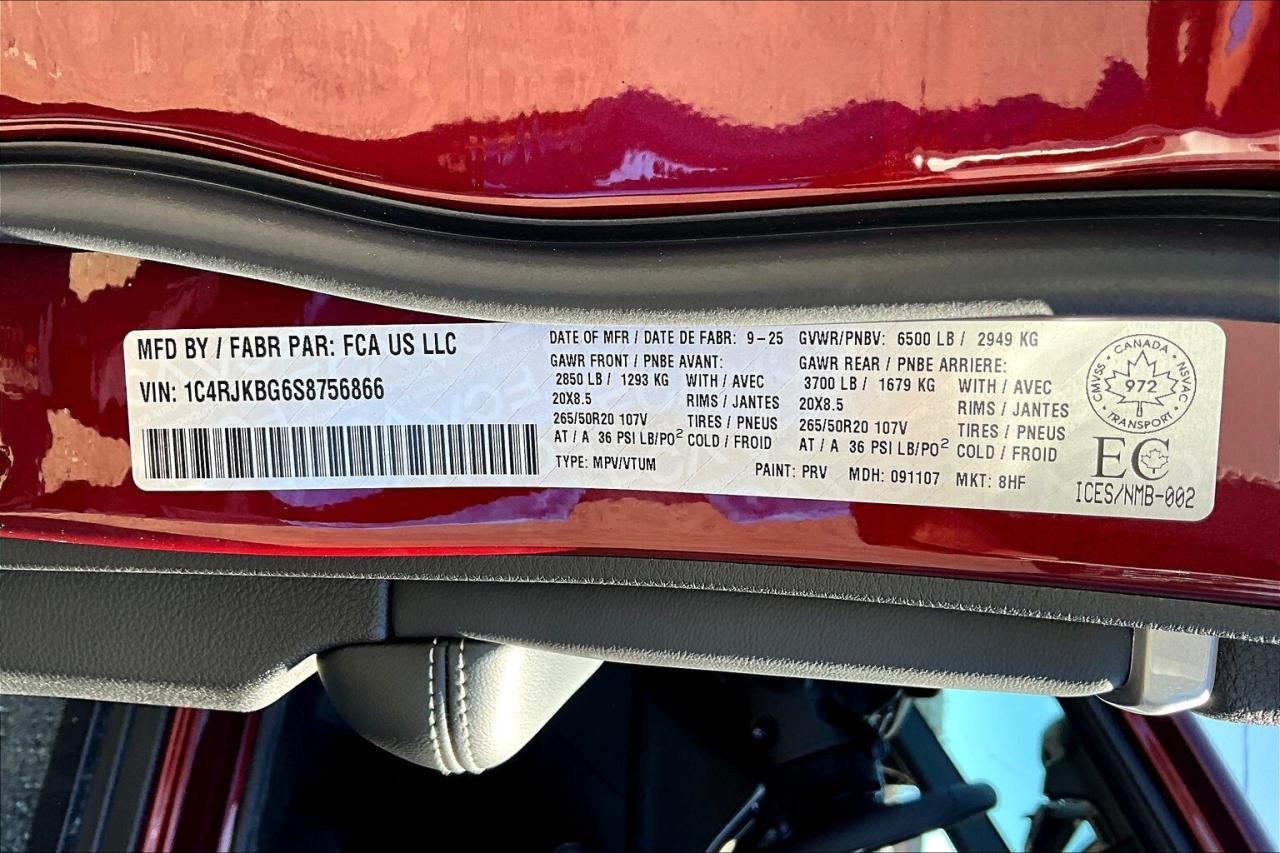 MFD BY / FABR PAR: FCA US LLC
VIN: 1C4RJKBG6S8756866
DATE OF MFR / DATE DE FABR: 9-25
GAWR FRONT / PNBE AVANT:
2850 LB / 1293 KG WITH / AVEC
20X8.5 RIMS / JANTES
265/50R20 107V TIRES / PNEUS
AT / A 36 PSI LB/PO² COLD / FROID
TYPE: MPV/VTUM
GVWR/PNBV: 6500 LB / 2949 KG
GAWR REAR / PNBE ARRIERE:
3700 LB / 1679 KG WITH / AVEC
20X8.5 RIMS / JANTES
265/50R20 107V TIRES / PNEUS
AT / A 36 PSI LB/PO² COLD / FROID
PAINT: PRV MDH: 091107 MKT: 8HF
CANADA
CMVSS 972 NSVAC
TRANSPORT
EC
ICES/NMB-002